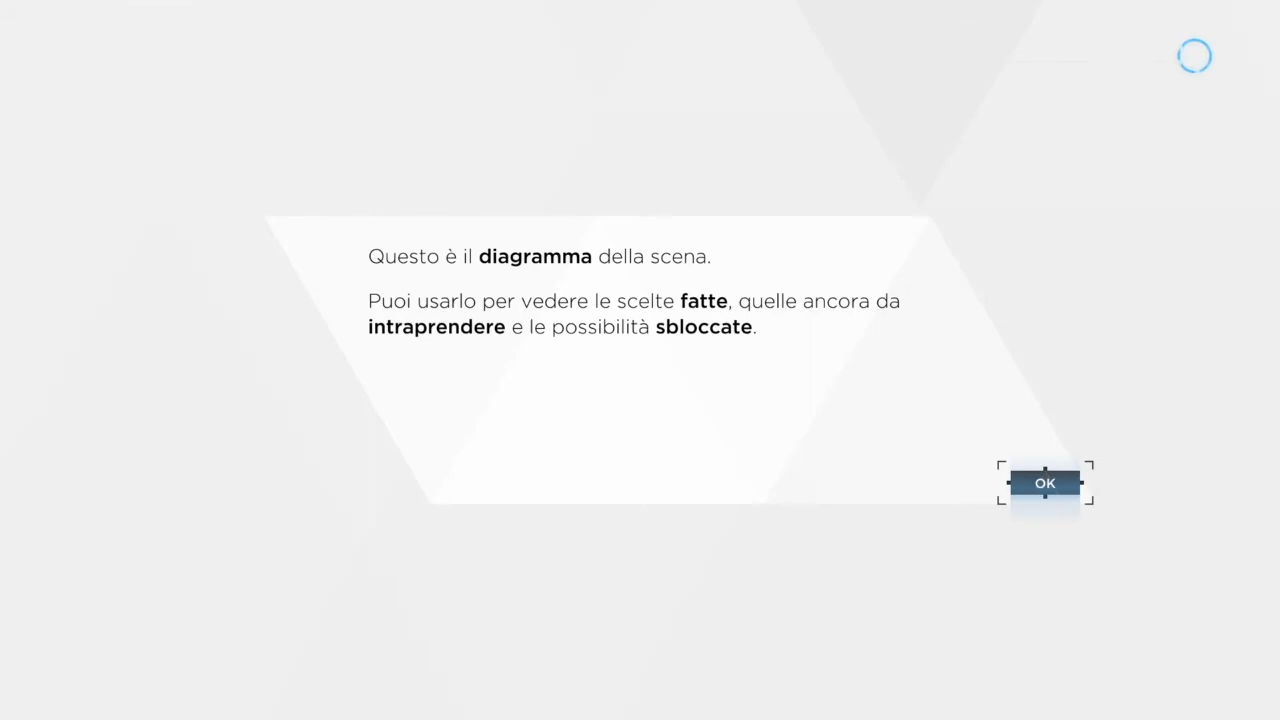 Questo è il diagramma della scena.
Puoi usarlo per vedere le scelte fatte, quelle ancora da
intraprendere e le possibilità sbloccate.
OK